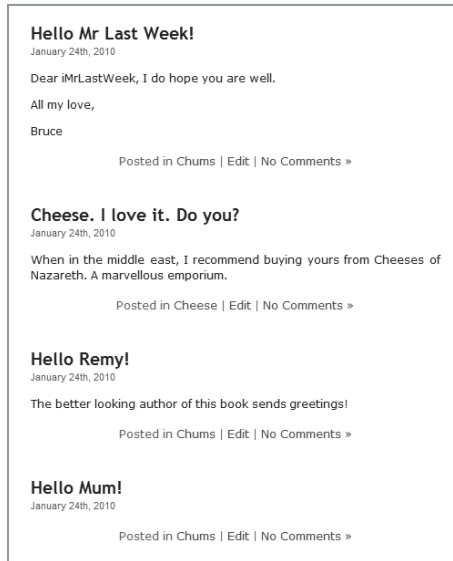 Hello Mr Last Week!
January 24th, 2010
Dear iMrLastWeek, I do hope you are well.
All my love,
Bruce
Posted in Chums | Edit | No Comments »
Cheese. I love it. Do you?
January 24th, 2010
When in the middle east, I recommend buying yours from Cheeses of
Nazareth. A marvellous emporium.
Posted in Cheese | Edit | No Comments »
Hello Remy!
January 24th, 2010
The better looking author of this book sends greetings!
Posted in Chums | Edit | No Comments »
Hello Mum!
January 24th, 2010
Posted in Chums | Edit | No Comments »